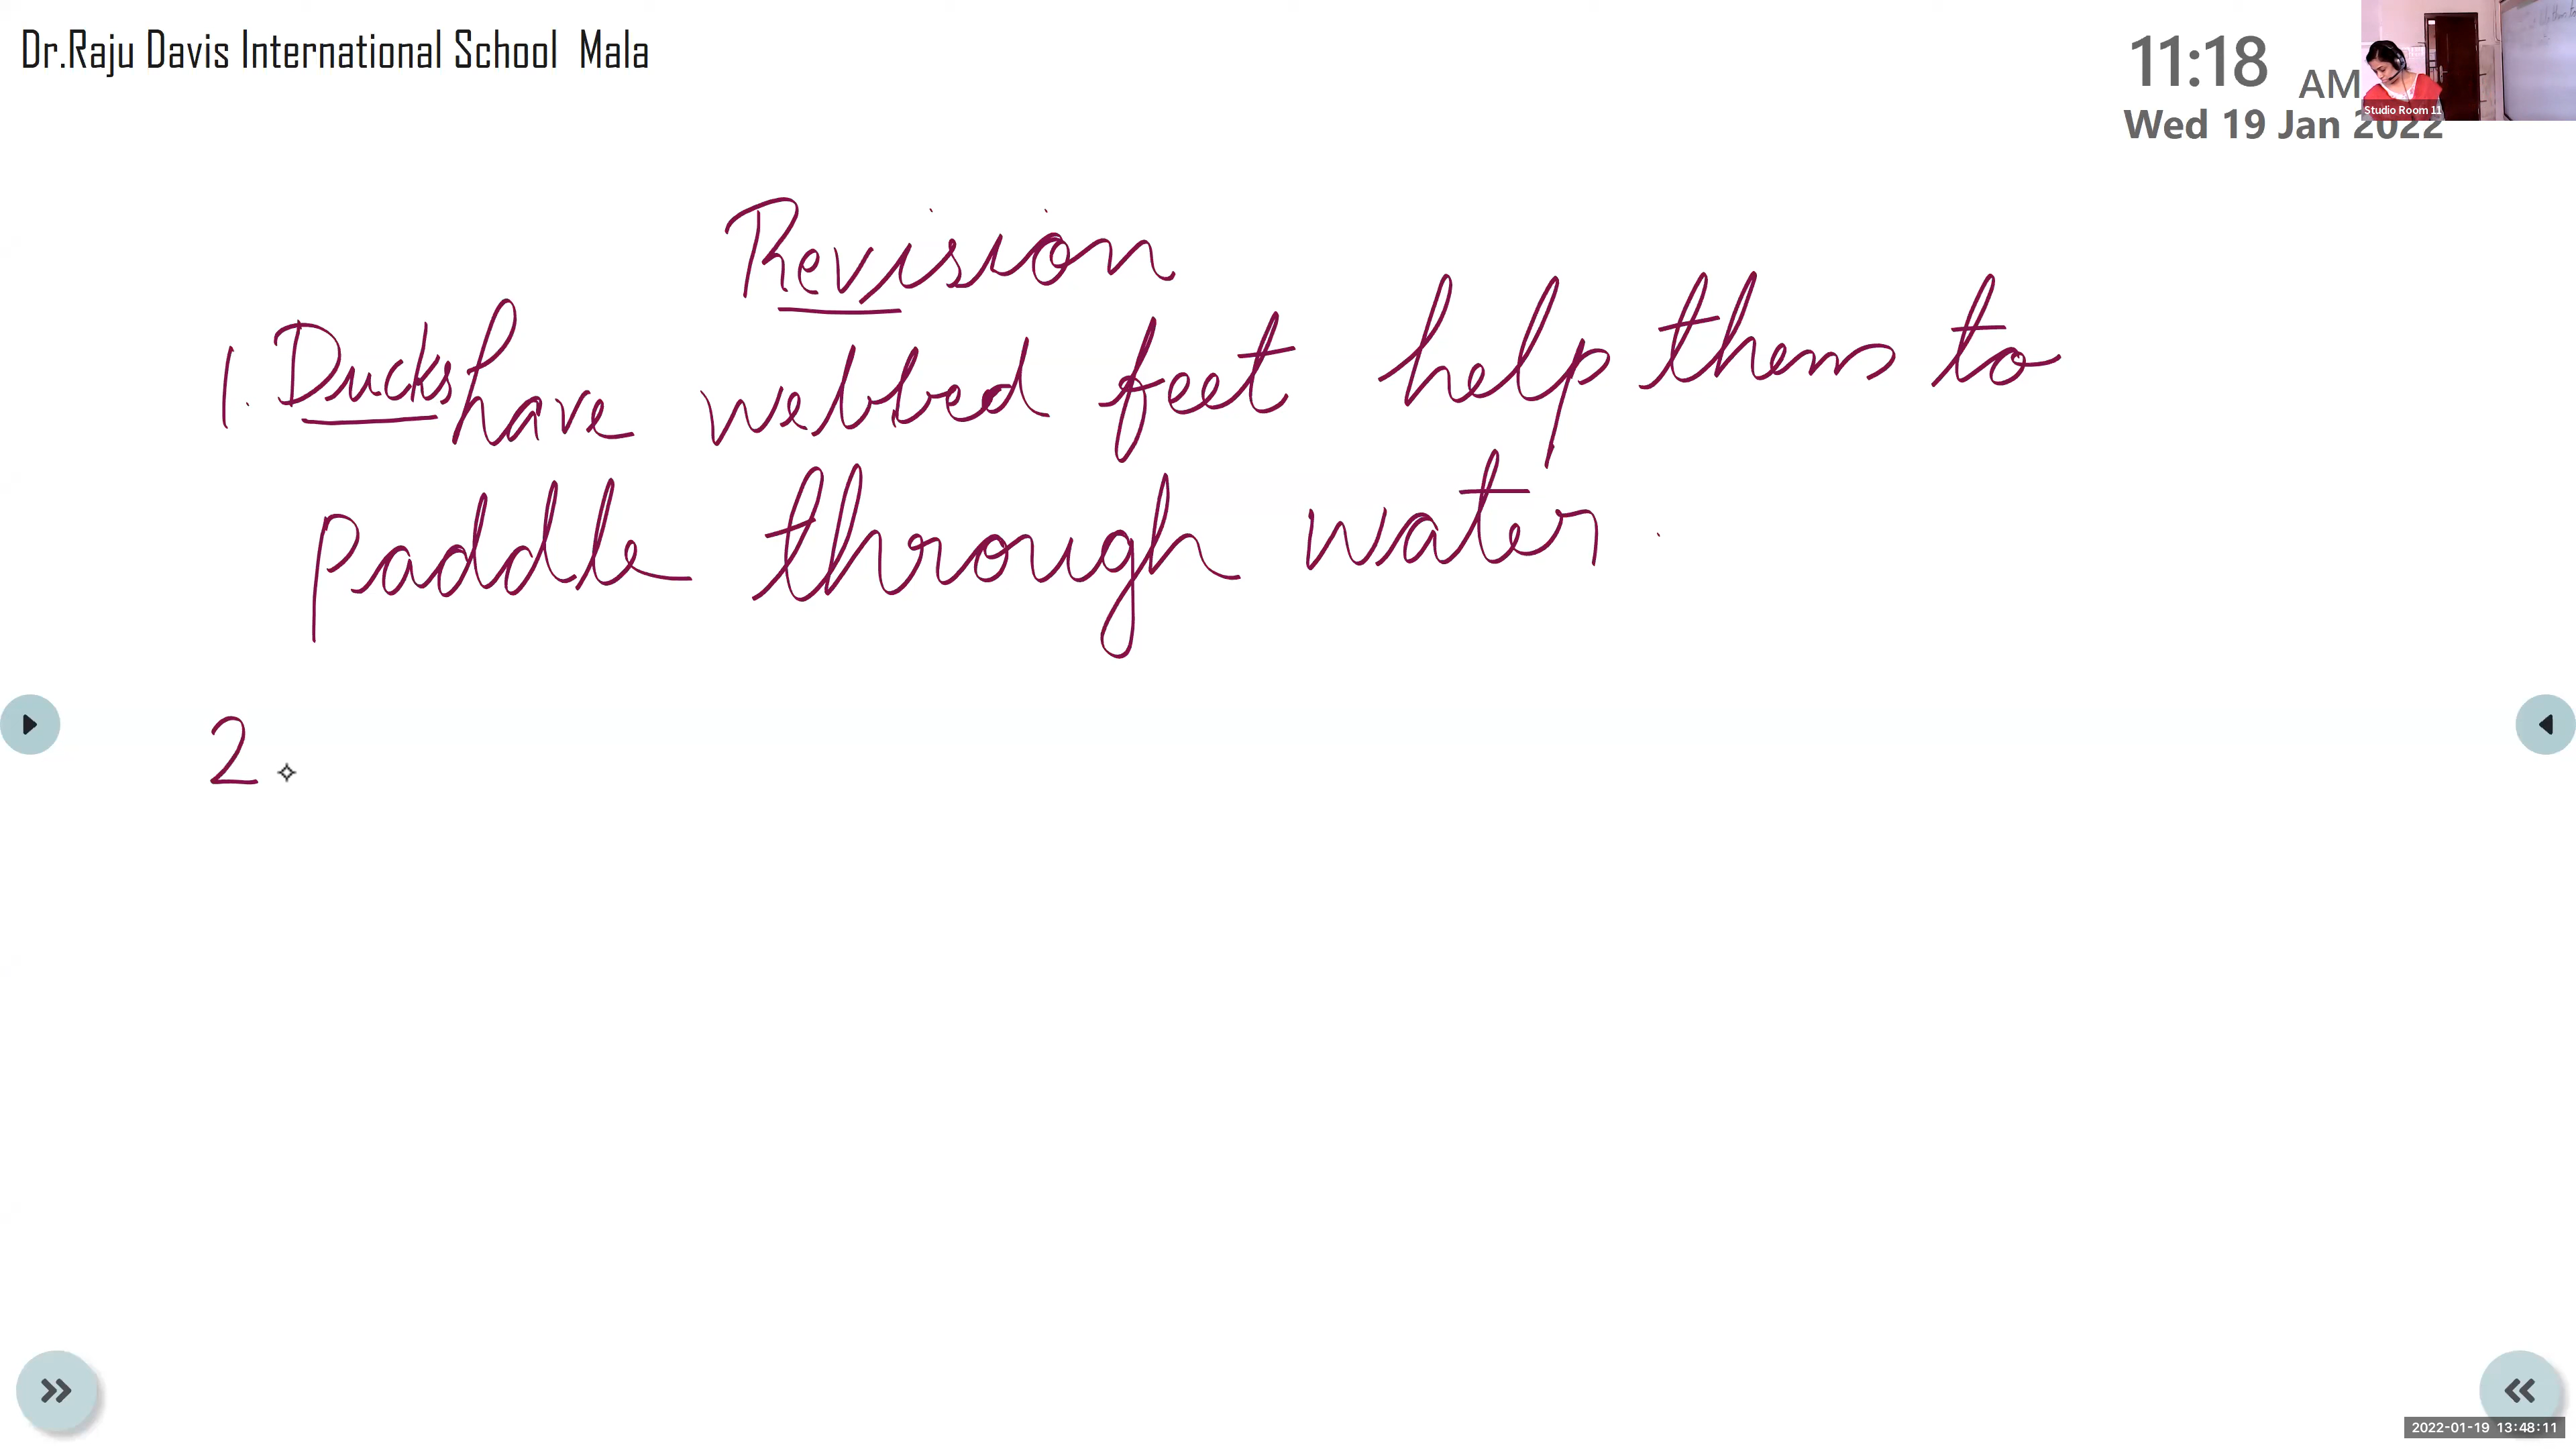 Dr.Raju Davis International School Mala
11:18 AM
Studio Room 11
Wed 19 Jan 2022
Revision
1. Ducks have webbed feet help them to
paddle through water.
2
2022-01-19 13:48:11